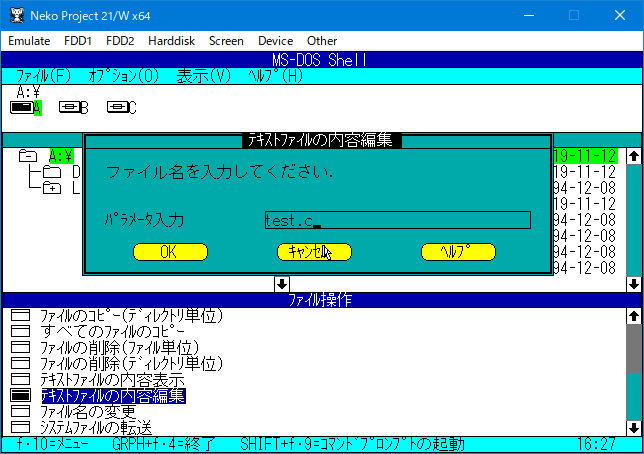 Neko Project 21/W x64
Emulate FDD1 FDD2 Harddisk Screen Device Other
MS-DOS Shell
ﾌｧｲﾙ(F) ｵﾌﾟｼｮﾝ(O) 表示(V) ﾍﾙﾌﾟ(H)
A:¥
A B C
ﾃｷｽﾄﾌｧｲﾙの内容編集
A:¥ 19-11-12
D ファイル名を入力してください. 94-12-08
L 94-12-08
19-11-12
ﾊﾟﾗﾒｰﾀ入力 test.c_ 94-12-08
94-12-08
OK ｷｬﾝｾﾙ ﾍﾙﾌﾟ 94-12-08
94-12-08
ﾌｧｲﾙ操作
ﾌｧｲﾙのｺﾋﾟｰ(ﾃﾞｨﾚｸﾄﾘ単位)
すべてのﾌｧｲﾙのｺﾋﾟｰ
ﾌｧｲﾙの削除(ﾌｧｲﾙ単位)
ﾌｧｲﾙの削除(ﾃﾞｨﾚｸﾄﾘ単位)
ﾃｷｽﾄﾌｧｲﾙの内容表示
ﾃｷｽﾄﾌｧｲﾙの内容編集
ﾌｧｲﾙ名の変更
ｼｽﾃﾑﾌｧｲﾙの転送
f･10=ﾒﾆｭｰ GRPH+f･4=終了 SHIFT+f･9=ｺﾏﾝﾄﾞﾌﾟﾛﾝﾌﾟﾄの起動 16:27